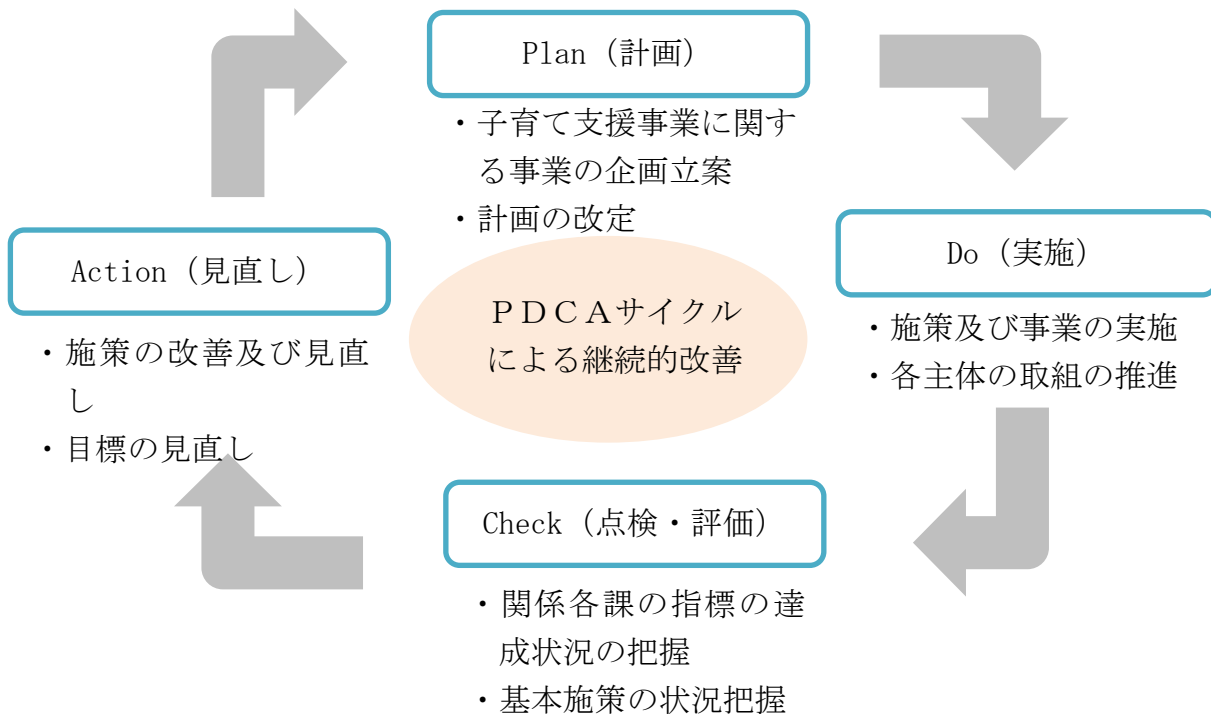 Plan（計画）
・子育て支援事業に関す
る事業の企画立案
・計画の改定
Do（実施）
・施策及び事業の実施
・各主体の取組の推進
Check（点検・評価）
・関係各課の指標の達
成状況の把握
・基本施策の状況把握
Action（見直し）
・施策の改善及び見直
し
・目標の見直し
ＰＤＣＡサイクル
による継続的改善